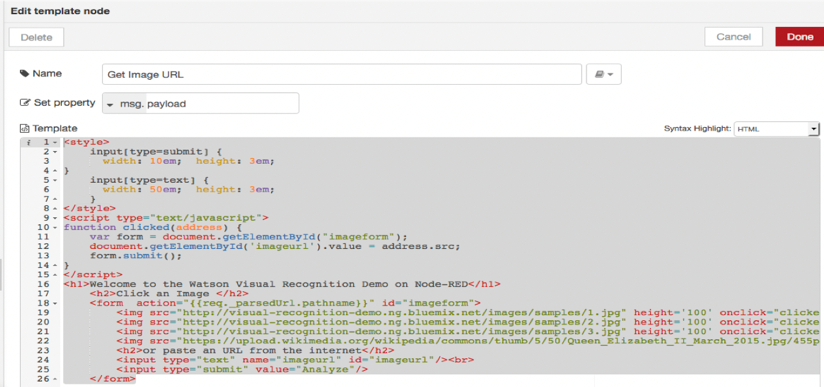 Edit template node
Delete Cancel Done
Name Get Image URL
Set property msg. payload
Template Syntax Highlight: HTML
1 <style>
2 input[type=submit] {
3 width: 10em; height: 3em;
4 }
5 input[type=text] {
6 width: 50em; height: 3em;
7 }
8 </style>
9 <script type="text/javascript">
10 function clicked(address) {
11 var form = document.getElementById("imageform");
12 document.getElementById('imageurl').value = address.src;
13 form.submit();
14 }
15 </script>
16 <h1>Welcome to the Watson Visual Recognition Demo on Node-RED</h1>
17 <h2>Click an Image </h2>
18 <form action="{{req._parsedUrl.pathname}}" id="imageform">
19 <img src="http://visual-recognition-demo.ng.bluemix.net/images/samples/1.jpg" height='100' onclick="clicke
20 <img src="http://visual-recognition-demo.ng.bluemix.net/images/samples/2.jpg" height='100' onclick="clicke
21 <img src="http://visual-recognition-demo.ng.bluemix.net/images/samples/3.jpg" height='100' onclick="clicke
22 <img src="https://upload.wikimedia.org/wikipedia/commons/thumb/5/50/Queen_Elizabeth_II_March_2015.jpg/455p
23 <h2>or paste an URL from the internet</h2>
24 <input type="text" name="imageurl" id="imageurl"/><br>
25 <input type="submit" value="Analyze"/>
26 </form>